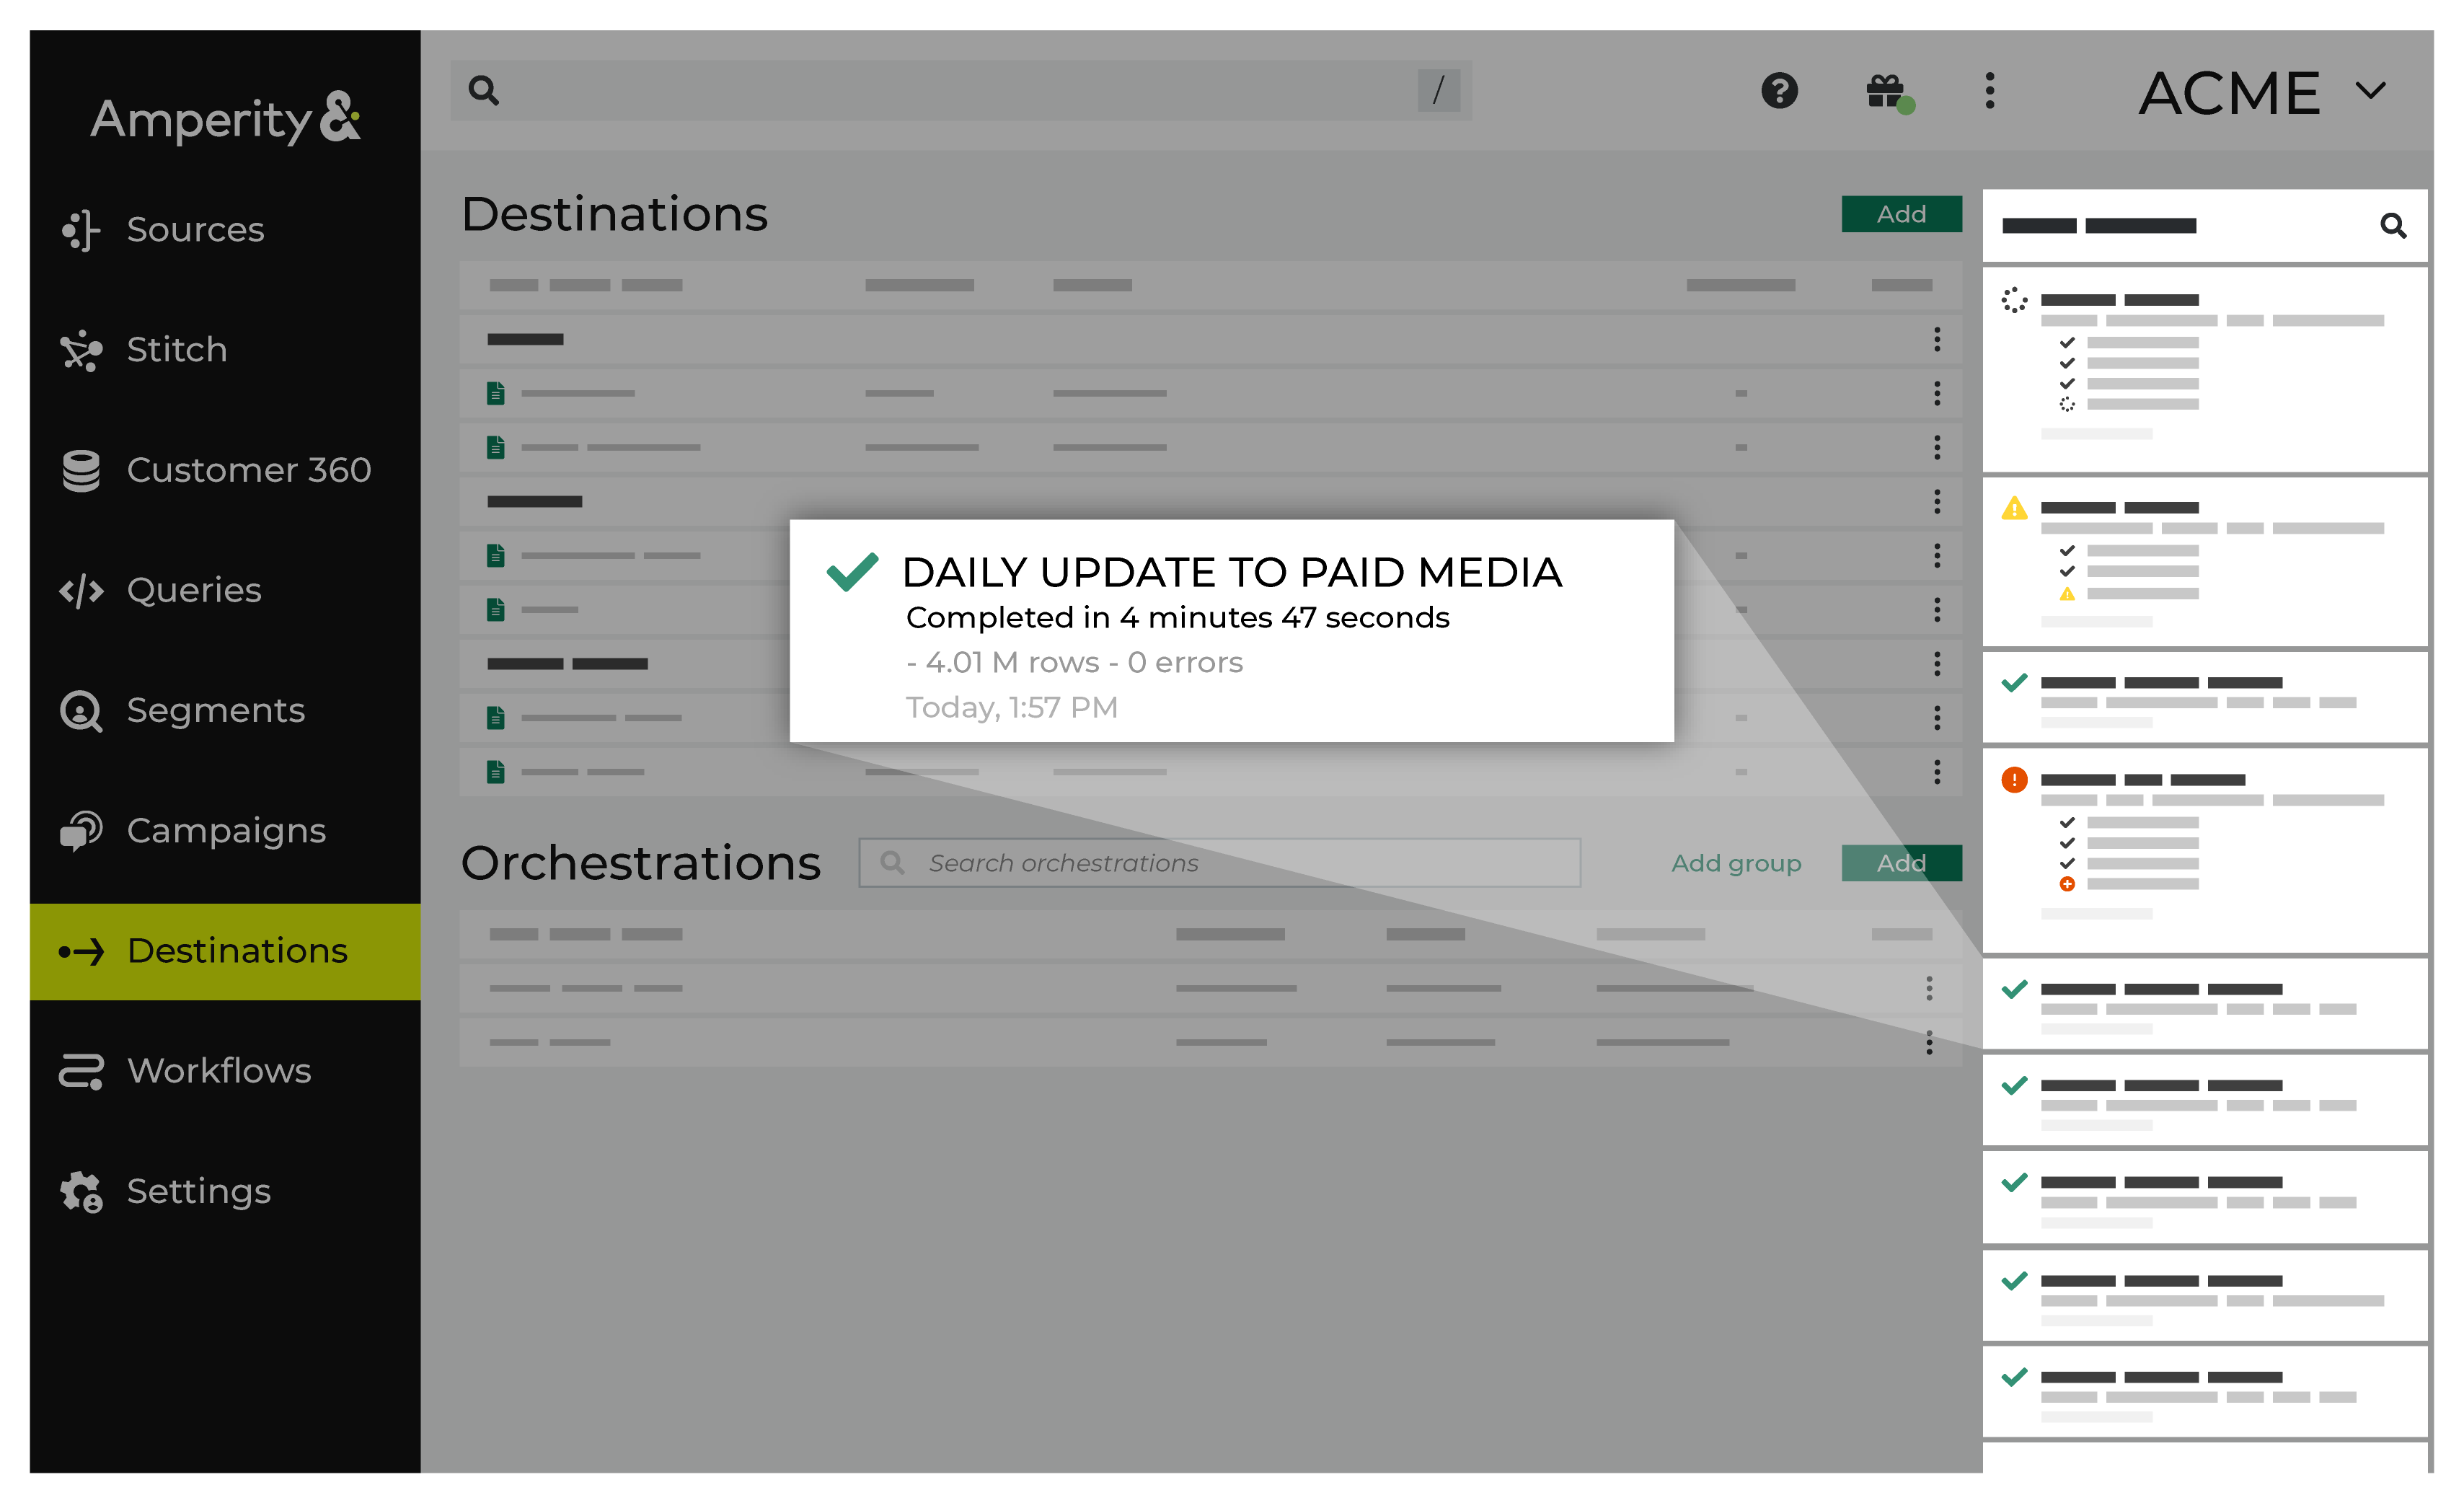 Amperity&
/
ACME
Sources
Stitch
Customer 360
Queries
Segments
Campaigns
Destinations
Workflows
Settings
Destinations
Add
DAILY UPDATE TO PAID MEDIA
Completed in 4 minutes 47 seconds
- 4.01 M rows - 0 errors
Today, 1:57 PM
Orchestrations
Search orchestrations
Add group
Add